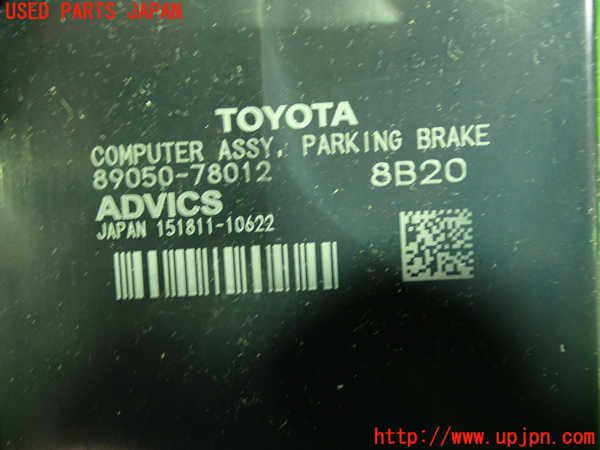 USED PARTS JAPAN
TOYOTA
COMPUTER ASSY, PARKING BRAKE
89050-78012 8B20
ADVICS
JAPAN 151811-10622
http://www.upjpn.com